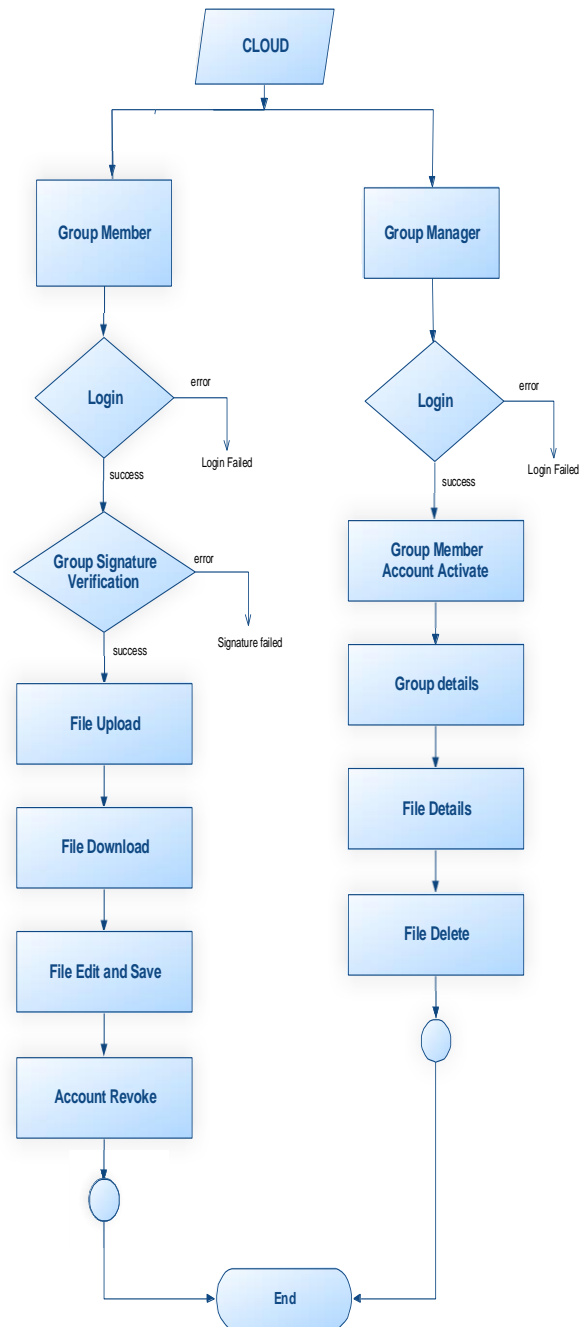 CLOUD
Group Member
Group Manager
Login
error
Login Failed
success
Login
error
Login Failed
success
Group Signature
Verification
error
Signature failed
success
Group Member
Account Activate
File Upload
Group details
File Download
File Details
File Edit and Save
File Delete
Account Revoke
End